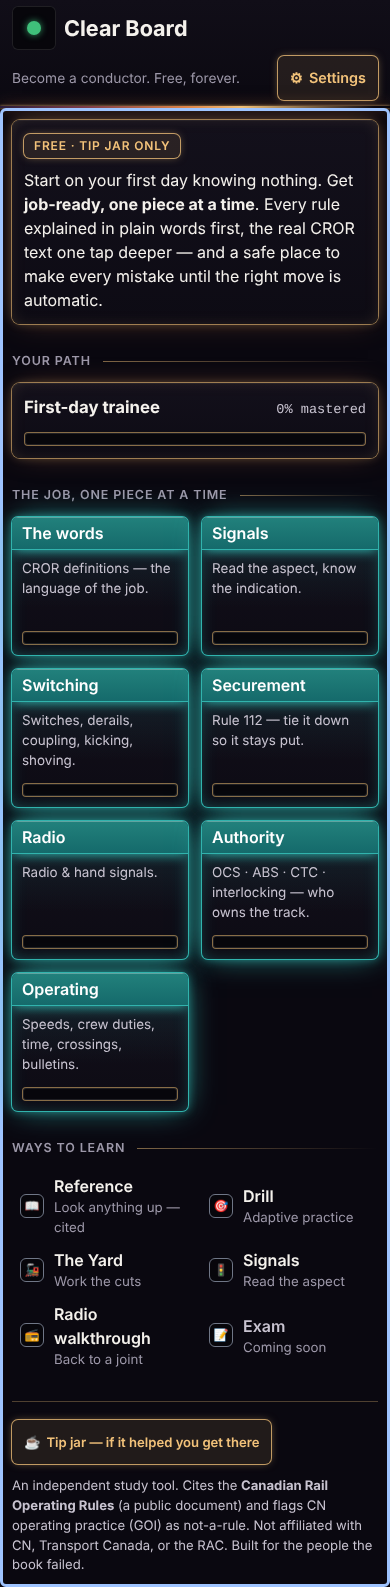 Clear Board
Become a conductor. Free, forever.
⚙ Settings
FREE · TIP JAR ONLY
Start on your first day knowing nothing. Get
job-ready, one piece at a time. Every rule
explained in plain words first, the real CROR
text one tap deeper — and a safe place to
make every mistake until the right move is
automatic.
YOUR PATH
First-day trainee
0% mastered
THE JOB, ONE PIECE AT A TIME
The words
CROR definitions — the
language of the job.
Signals
Read the aspect, know
the indication.
Switching
Switches, derails,
coupling, kicking,
shoving.
Securement
Rule 112 — tie it down
so it stays put.
Radio
Radio & hand signals.
Authority
OCS · ABS · CTC ·
interlocking — who
owns the track.
Operating
Speeds, crew duties,
time, crossings,
bulletins.
WAYS TO LEARN
Reference
Look anything up —
cited
Drill
Adaptive practice
The Yard
Work the cuts
Signals
Read the aspect
Radio
walkthrough
Back to a joint
Exam
Coming soon
☕ Tip jar — if it helped you get there
An independent study tool. Cites the Canadian Rail
Operating Rules (a public document) and flags CN
operating practice (GOI) as not-a-rule. Not affiliated with
CN, Transport Canada, or the RAC. Built for the people the
book failed.